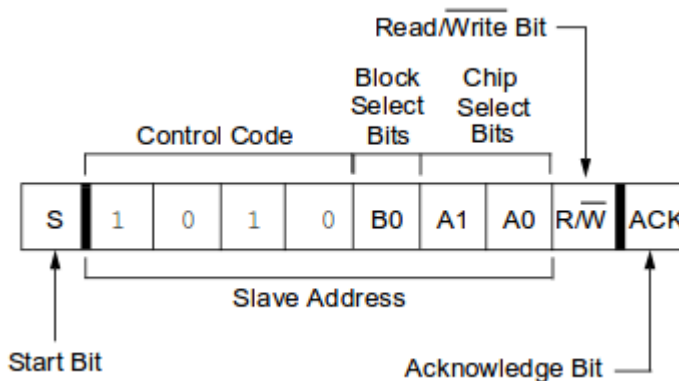 Read/Write Bit
Block
Select
Bits
Chip
Select
Bits
Control Code
S 1 0 1 0 B0 A1 A0 R/W ACK
Slave Address
Start Bit
Acknowledge Bit